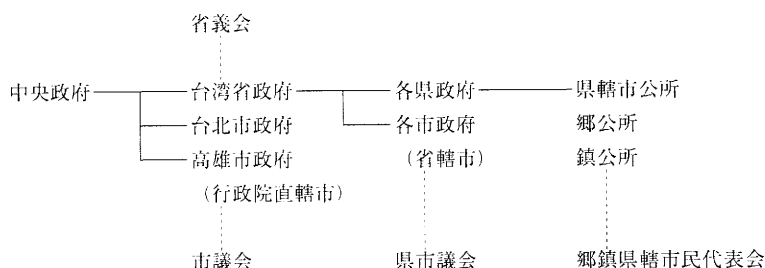 省義会
中央政府 台湾省政府 各県政府 県轄市公所
台北市政府 各市政府 郷公所
高雄市政府 (省轄市) 鎮公所
(行政院直轄市)
市議会 県市議会 郷鎮県轄市民代表会